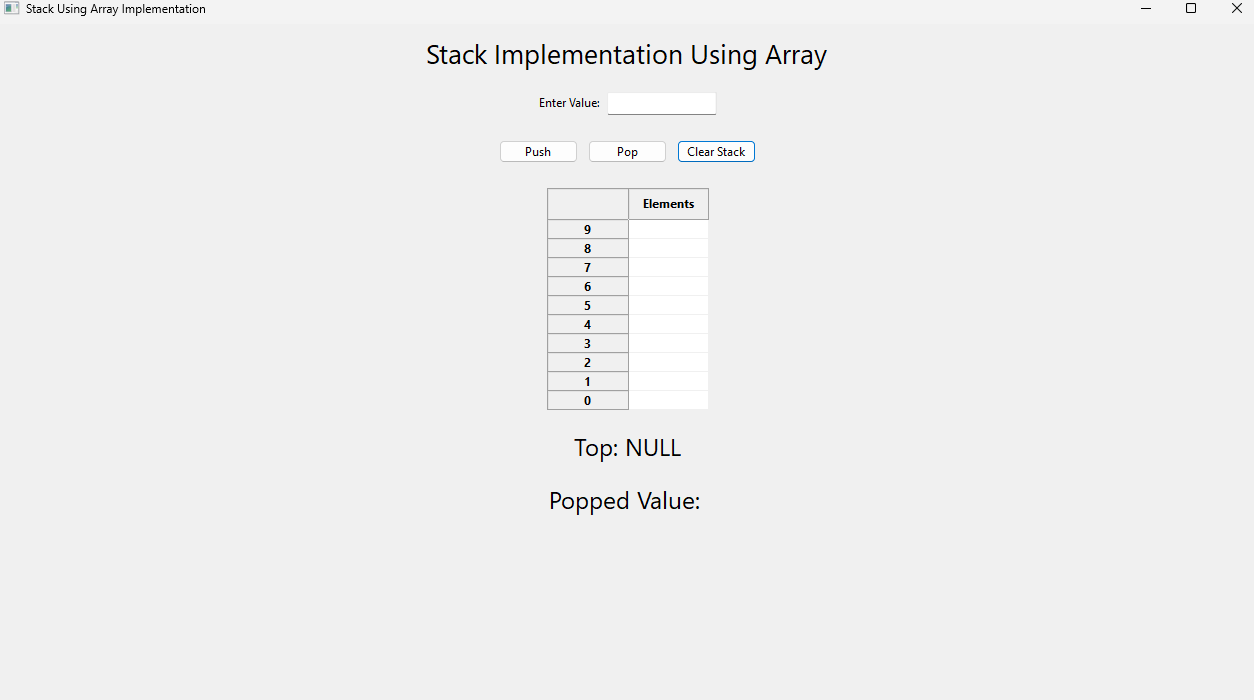 Stack Using Array Implementation
Stack Implementation Using Array
Enter Value:
Push Pop Clear Stack
Elements
9
8
7
6
5
4
3
2
1
0
Top: NULL
Popped Value: